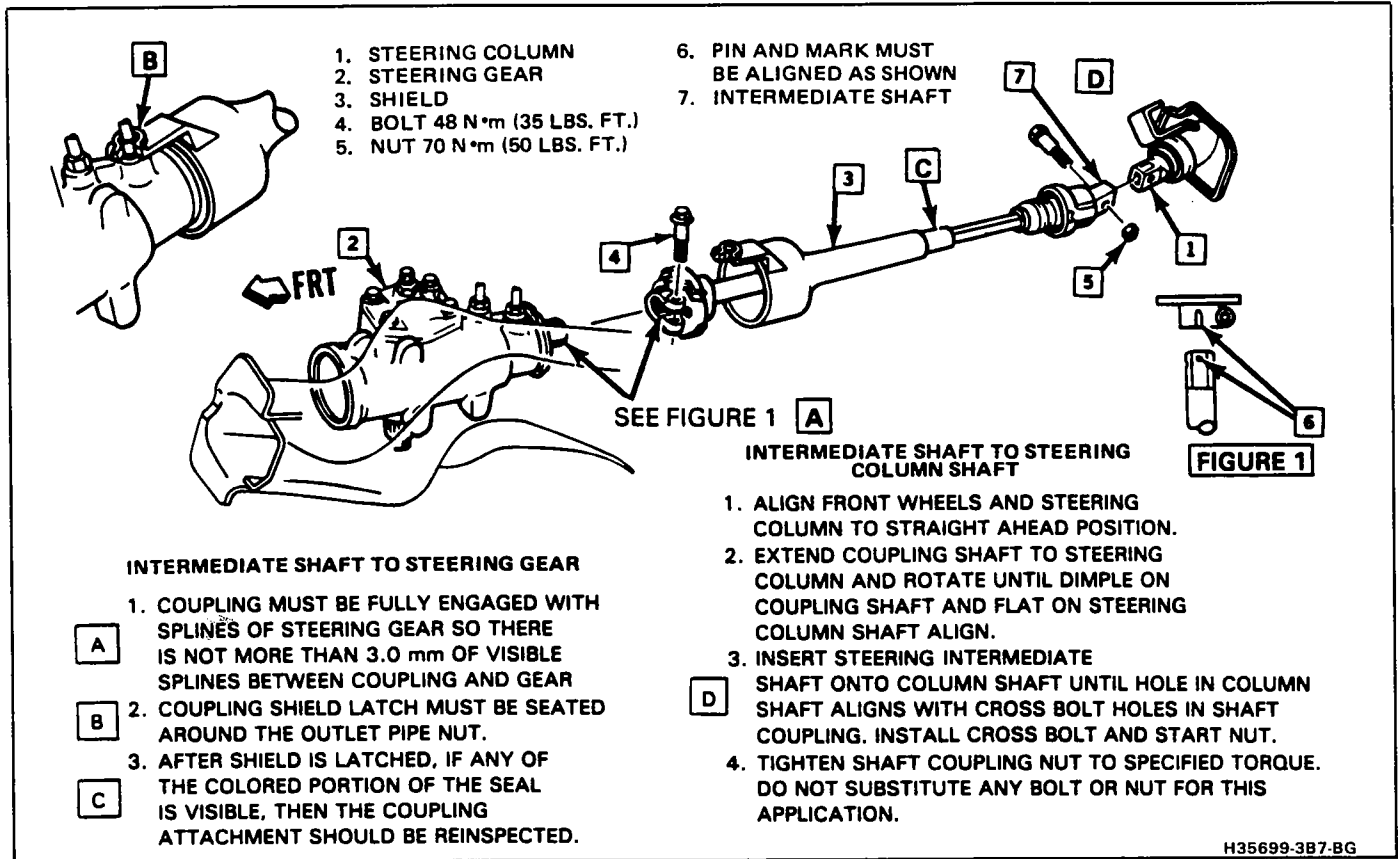 B
1. STEERING COLUMN
2. STEERING GEAR
3. SHIELD
4. BOLT 48 N•m (35 LBS. FT.)
5. NUT 70 N•m (50 LBS. FT.)
6. PIN AND MARK MUST
BE ALIGNED AS SHOWN
7. INTERMEDIATE SHAFT
7
D
3
C
2
4
1
5
FRT
SEE FIGURE 1
A
6
FIGURE 1
INTERMEDIATE SHAFT TO STEERING GEAR
1. COUPLING MUST BE FULLY ENGAGED WITH
A
SPLINES OF STEERING GEAR SO THERE
IS NOT MORE THAN 3.0 mm OF VISIBLE
SPLINES BETWEEN COUPLING AND GEAR
B
2. COUPLING SHIELD LATCH MUST BE SEATED
AROUND THE OUTLET PIPE NUT.
3. AFTER SHIELD IS LATCHED, IF ANY OF
C
THE COLORED PORTION OF THE SEAL
IS VISIBLE, THEN THE COUPLING
ATTACHMENT SHOULD BE REINSPECTED.
INTERMEDIATE SHAFT TO STEERING
COLUMN SHAFT
1. ALIGN FRONT WHEELS AND STEERING
COLUMN TO STRAIGHT AHEAD POSITION.
2. EXTEND COUPLING SHAFT TO STEERING
COLUMN AND ROTATE UNTIL DIMPLE ON
COUPLING SHAFT AND FLAT ON STEERING
COLUMN SHAFT ALIGN.
3. INSERT STEERING INTERMEDIATE
D
SHAFT ONTO COLUMN SHAFT UNTIL HOLE IN COLUMN
SHAFT ALIGNS WITH CROSS BOLT HOLES IN SHAFT
COUPLING. INSTALL CROSS BOLT AND START NUT.
4. TIGHTEN SHAFT COUPLING NUT TO SPECIFIED TORQUE.
DO NOT SUBSTITUTE ANY BOLT OR NUT FOR THIS
APPLICATION.
H35699-3B7-BG